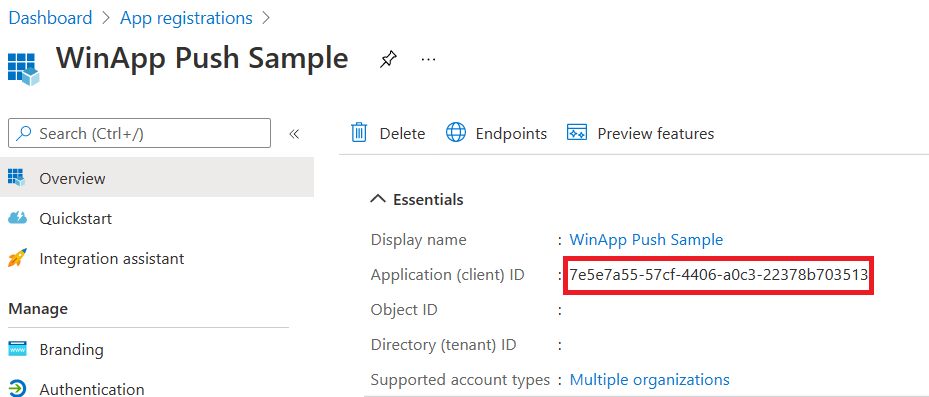 Dashboard > App registrations >
WinApp Push Sample ...
Search (Ctrl+/) «
Delete Endpoints Preview features
Overview
Quickstart
Integration assistant
Manage
Branding
Authentication
Essentials
Display name : WinApp Push Sample
Application (client) ID : 7e5e7a55-57cf-4406-a0c3-22378b703513
Object ID :
Directory (tenant) ID :
Supported account types : Multiple organizations